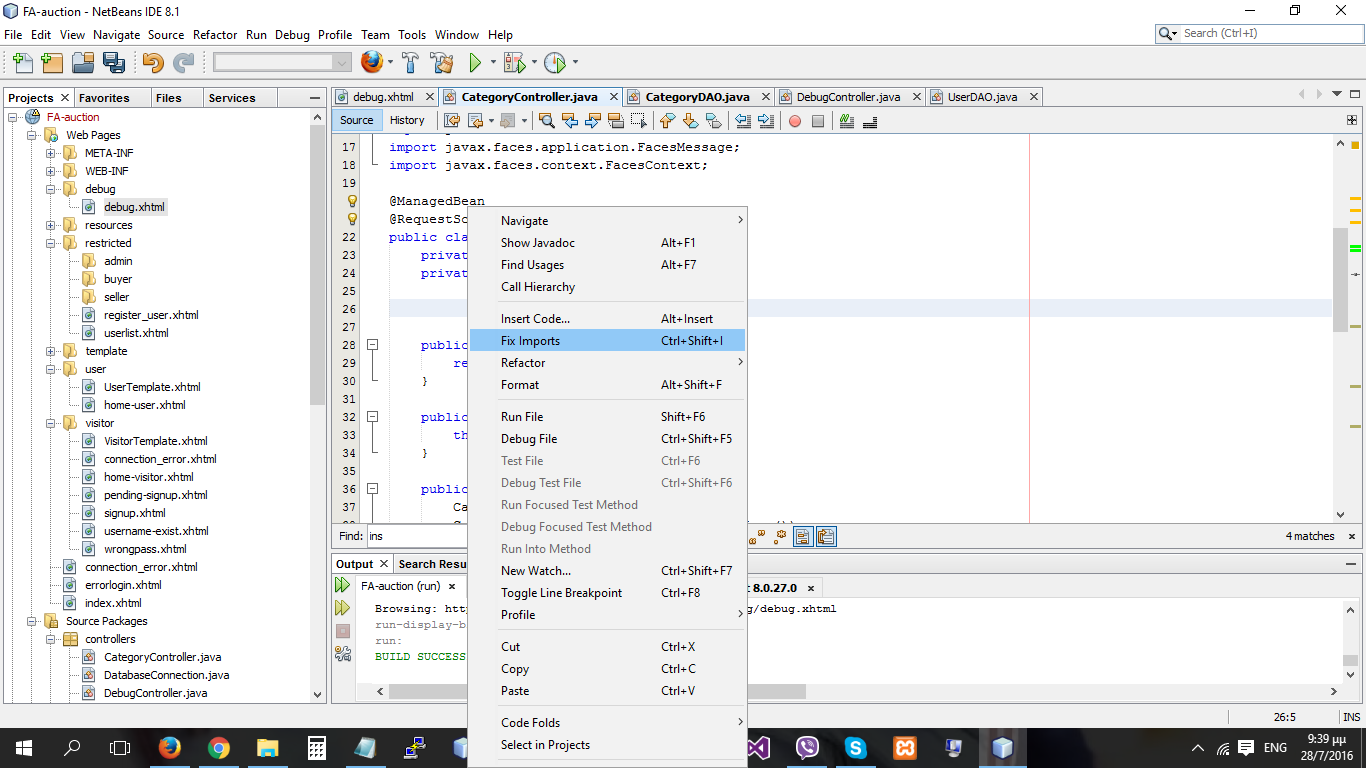 FA-auction - NetBeans IDE 8.1
File Edit View Navigate Source Refactor Run Debug Profile Team Tools Window Help
Search (Ctrl+I)
Projects Favorites Files Services
FA-auction
Web Pages
META-INF
WEB-INF
debug
debug.xhtml
resources
restricted
admin
buyer
seller
register_user.xhtml
userlist.xhtml
template
user
UserTemplate.xhtml
home-user.xhtml
visitor
VisitorTemplate.xhtml
connection_error.xhtml
home-visitor.xhtml
pending-signup.xhtml
signup.xhtml
username-exist.xhtml
wrongpass.xhtml
connection_error.xhtml
errorlogin.xhtml
index.xhtml
Source Packages
controllers
CategoryController.java
DatabaseConnection.java
DebugController.java
debug.xhtml CategoryController.java CategoryDAO.java DebugController.java UserDAO.java
Source History
17 import javax.faces.application.FacesMessage;
18 import javax.faces.context.FacesContext;
19
@ManagedBean
@RequestSc
22 public cla
23 privat
24 privat
25
26
27
28 public
29 re
30 }
31
32 public
33 th
34 }
35
36 public
37 Ca
Find: ins
4 matches
Navigate
Show Javadoc Alt+F1
Find Usages Alt+F7
Call Hierarchy
Insert Code... Alt+Insert
Fix Imports Ctrl+Shift+I
Refactor
Format Alt+Shift+F
Run File Shift+F6
Debug File Ctrl+Shift+F5
Test File Ctrl+F6
Debug Test File Ctrl+Shift+F6
Run Focused Test Method
Debug Focused Test Method
Run Into Method
New Watch... Ctrl+Shift+F7
Toggle Line Breakpoint Ctrl+F8
Profile
Cut Ctrl+X
Copy Ctrl+C
Paste Ctrl+V
Code Folds
Select in Projects
Output Search Resu
FA-auction (run) t 8.0.27.0
Browsing: htt g/debug.xhtml
run-display-b
run:
BUILD SUCCESS
26:5 INS
ENG
9:39 μμ
28/7/2016